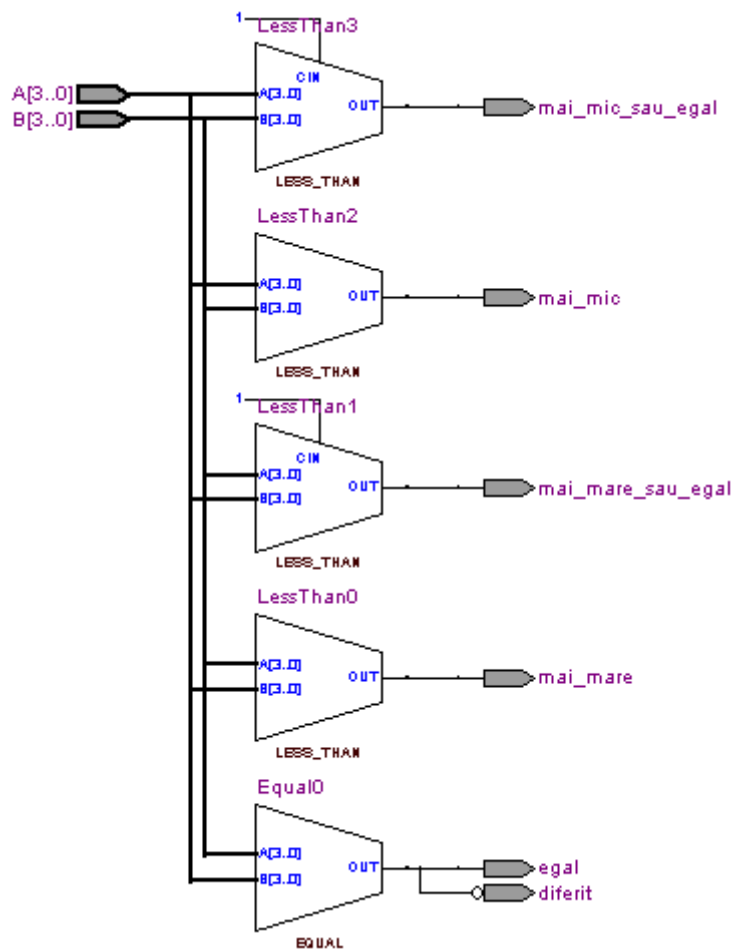 1
LessThan3
CIN
A[3..0]
A[3..0]
OUT
mai_mic_sau_egal
B[3..0]
B[3..0]
LESS_THAN
LessThan2
A[3..0]
OUT
mai_mic
B[3..0]
LESS_THAN
1
LessThan1
CIN
A[3..0]
OUT
mai_mare_sau_egal
B[3..0]
LESS_THAN
LessThan0
A[3..0]
OUT
mai_mare
B[3..0]
LESS_THAN
Equal0
A[3..0]
OUT
egal
B[3..0]
diferit
EQUAL